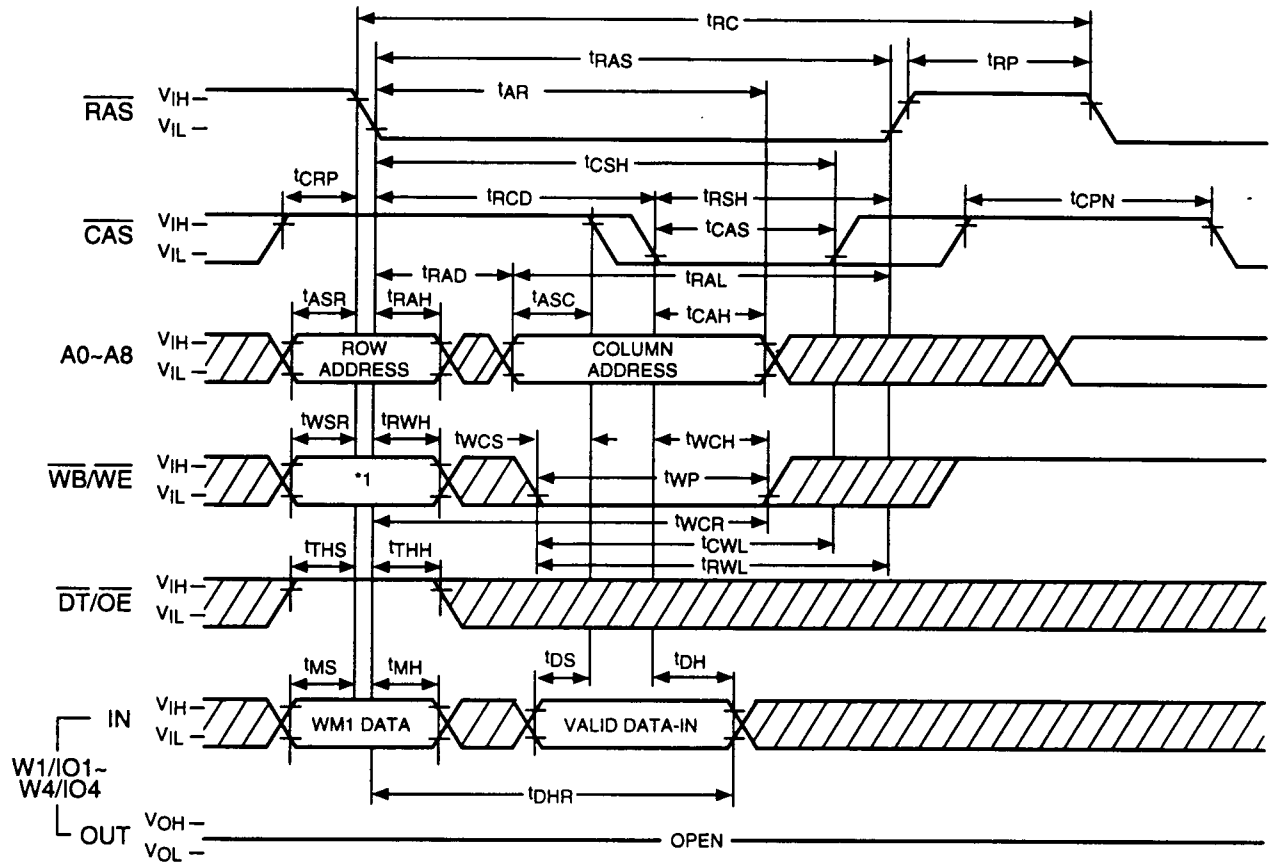 tRC
tRAS
tRP
tAR
RAS
VIH
VIL
tCSH
tCRP
tRCD
tRSH
tCPN
CAS
VIH
VIL
tCAS
tRAD
tRAL
tASR
tRAH
tASC
tCAH
A0~A8
VIH
VIL
ROW ADDRESS
COLUMN ADDRESS
tWSR
tRWH
tWCS
tWCH
WB/WE
VIH
VIL
*1
tWP
tWCR
tCWL
tRWL
tTHS
tTHH
DT/OE
VIH
VIL
tMS
tMH
tDS
tDH
IN
VIH
VIL
WM1 DATA
VALID DATA-IN
W1/IO1~
W4/IO4
tDHR
OUT
VOH
VOL
OPEN